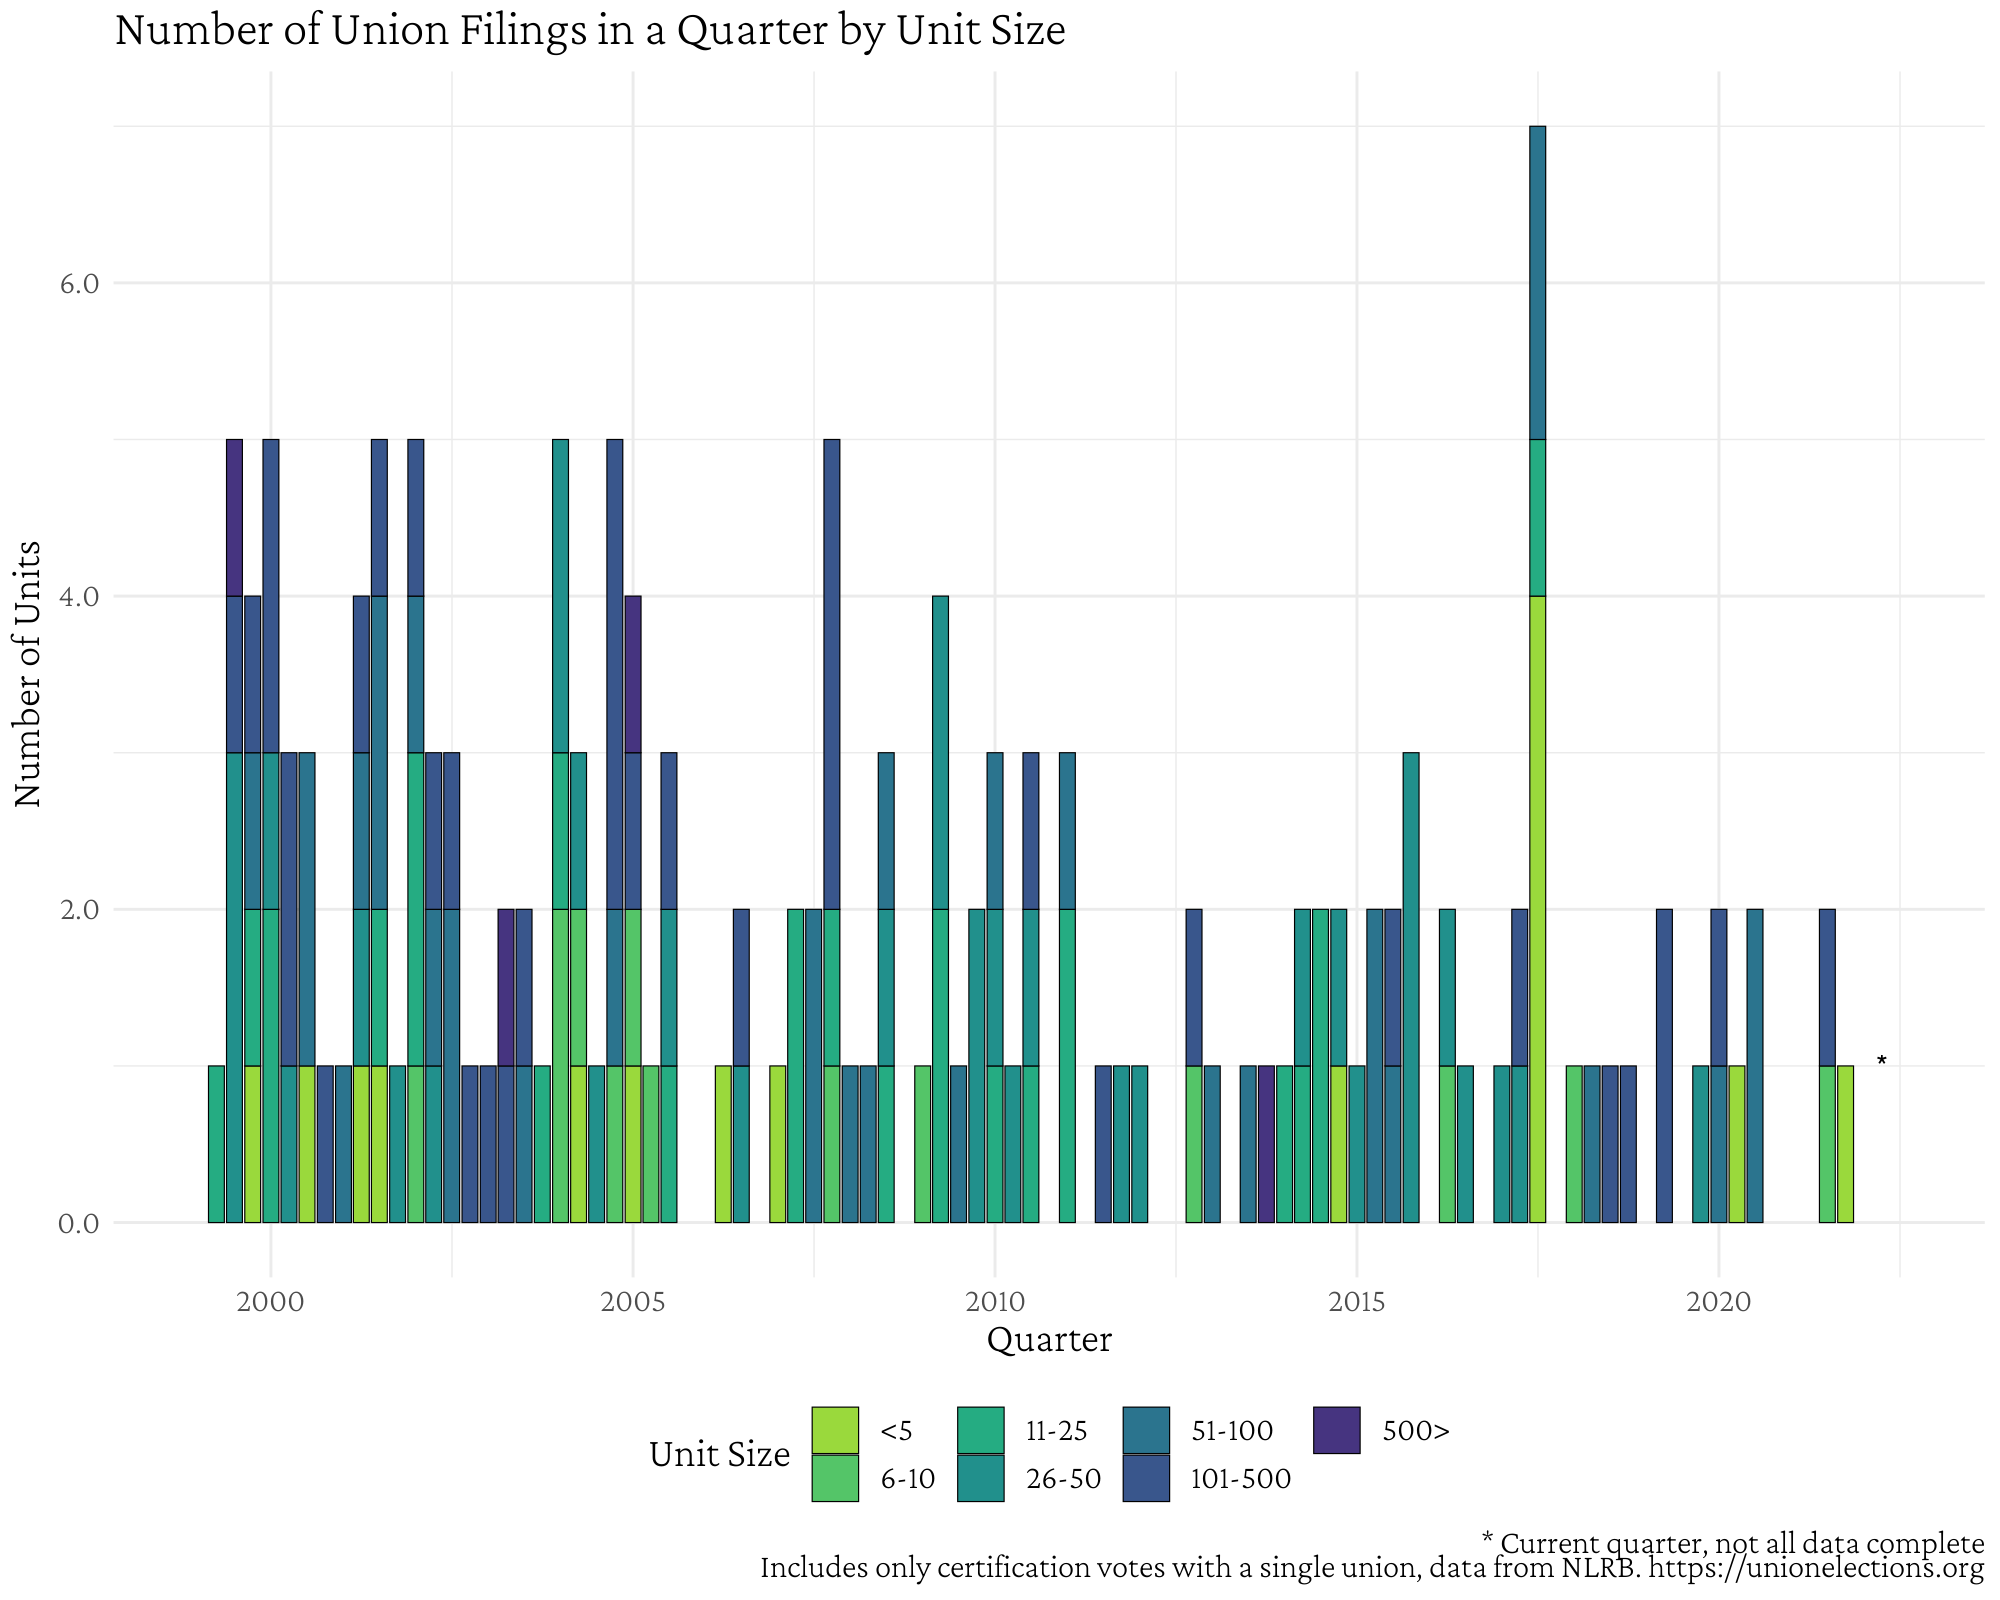 Number of Union Filings in a Quarter by Unit Size
Number of Units
6.0
4.0
2.0
0.0
*
2000 2005 2010 2015 2020
Quarter
Unit Size
<5 11-25 51-100 500>
6-10 26-50 101-500
* Current quarter, not all data complete
Includes only certification votes with a single union, data from NLRB. https://unionelections.org